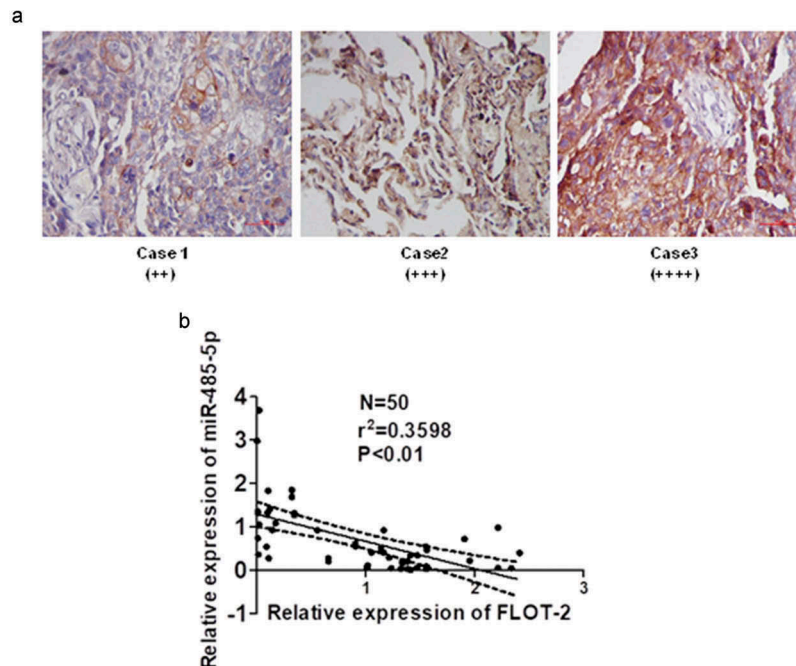 a
Case 1
(++)
Case2
(+++)
Case3
(++++)
b
Relative expression of miR-485-5p
4
3
2
1
0
-1
N=50
r²=0.3598
P<0.01
1
2
3
Relative expression of FLOT-2